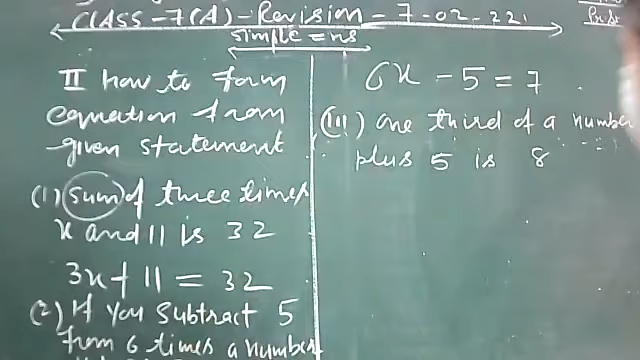 CLASS - 7(A) - Revision - 7-02-22.
simple = ns
II how to form
equation from
given statement
(1) sum of three times
x and 11 is 32
3x + 11 = 32
(2) If you subtract 5
from 6 times a number
6x - 5 = 7
(III) one third of a number
plus 5 is 8